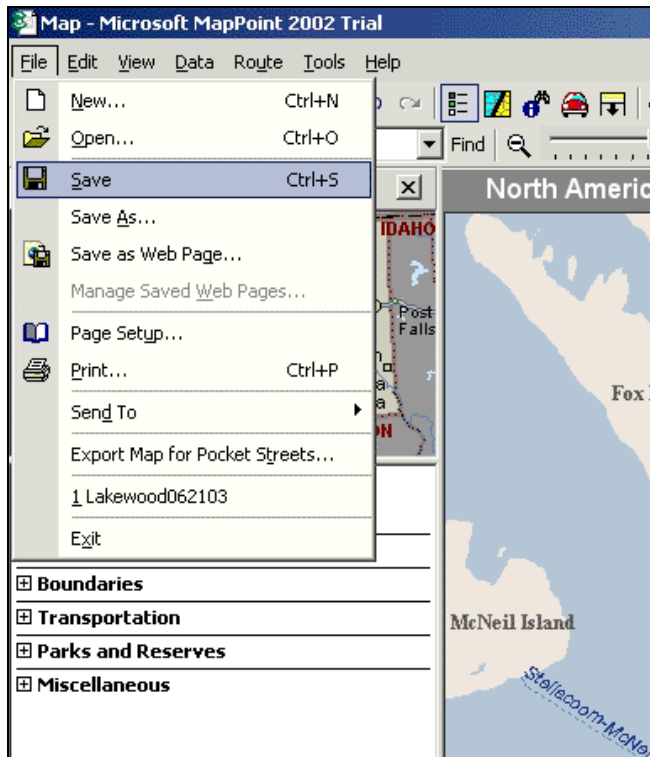 Map - Microsoft MapPoint 2002 Trial
File Edit View Data Route Tools Help
New... Ctrl+N
Open... Ctrl+O
Find
Save Ctrl+S
North Americ
Save As...
IDAHO
Save as Web Page...
Manage Saved Web Pages...
Post
Falls
Page Setup...
Print... Ctrl+P
a
a
Fox
Send To
N
Export Map for Pocket Streets...
1 Lakewood062103
Exit
Boundaries
Transportation
McNeil Island
Parks and Reserves
Miscellaneous
Steilacoom-McNei